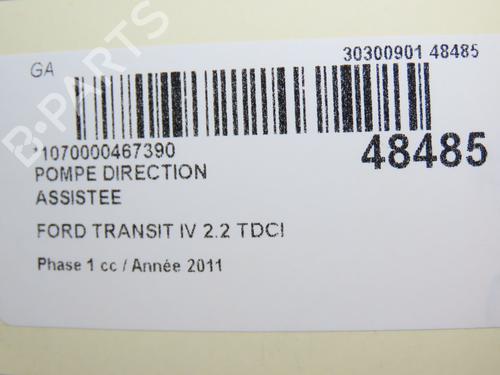 GA
30300901 48485
*1070000467390
48485
POMPE DIRECTION
ASSISTEE
FORD TRANSIT IV 2.2 TDCI
Phase 1 cc / Année 2011
B-PARTS